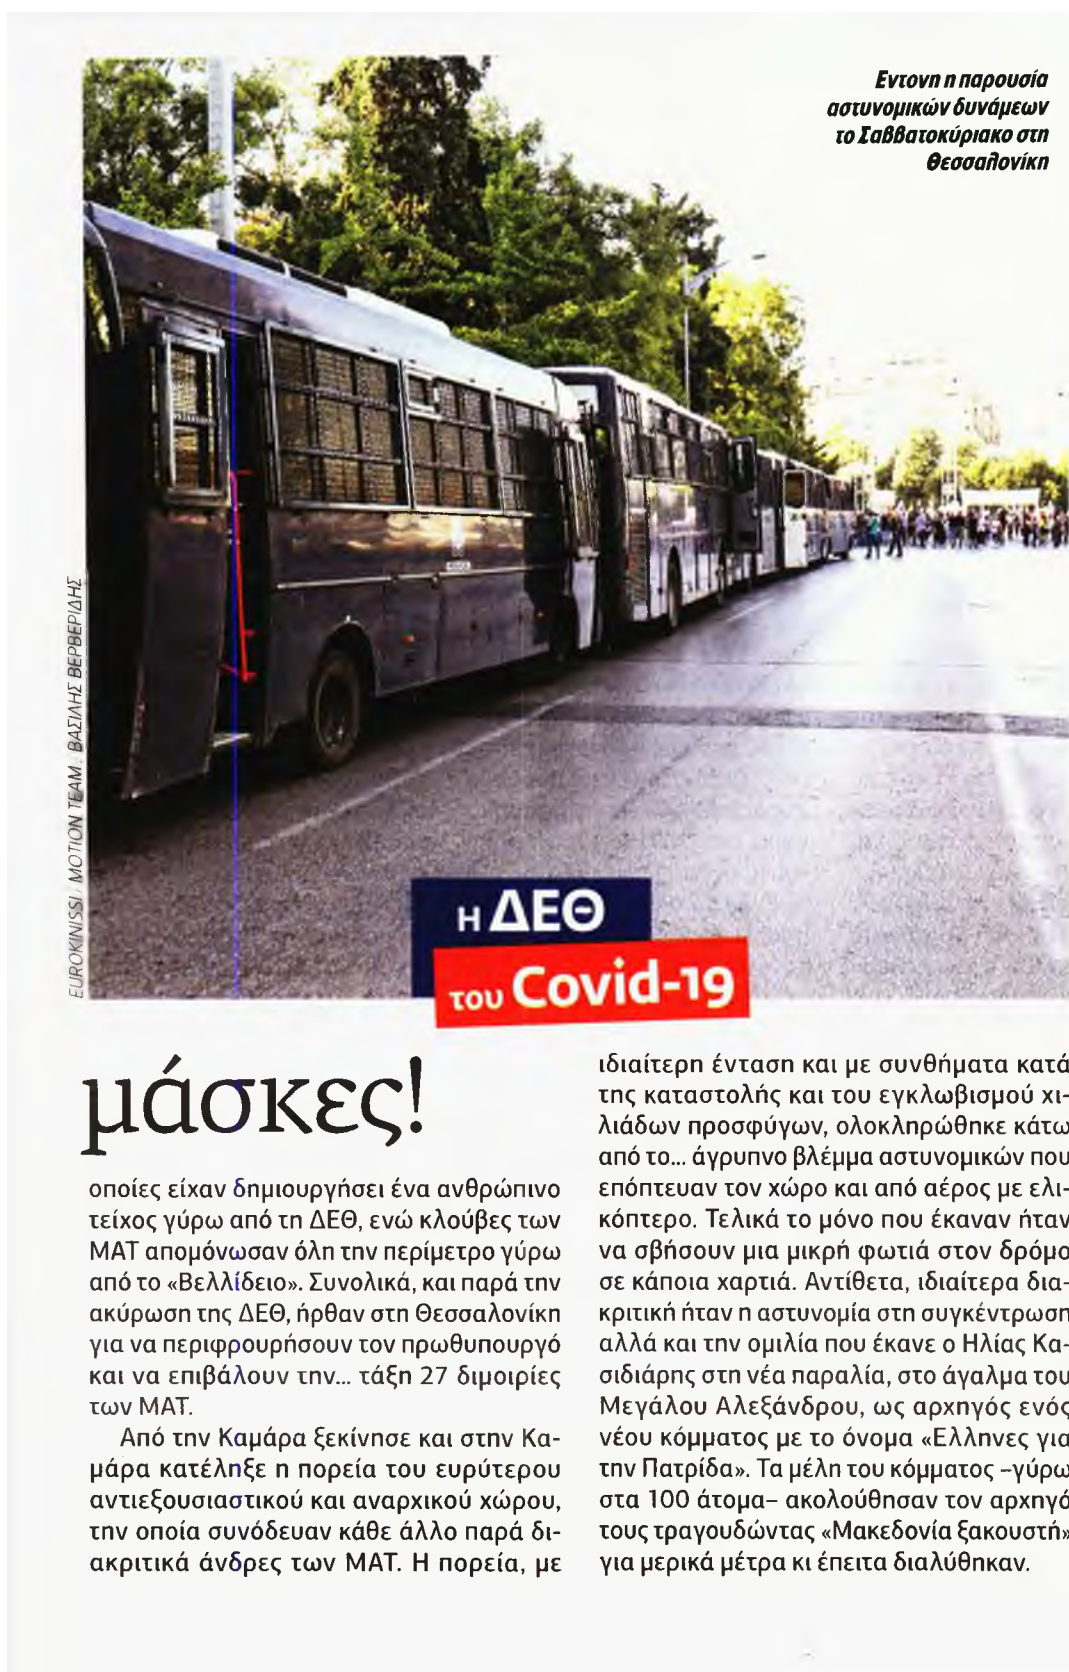 Εντονη η παρουσία
αστυνομικών δυνάμεων
το Σαββατοκύριακο στη
Θεσσαλονίκη
EUROKINISSI / MOTION TEAM / ΒΑΣΙΛΗΣ ΒΕΡΒΕΡΙΔΗΣ
Η ΔΕΘ
του Covid-19
μάσκες!
οποίες είχαν δημιουργήσει ένα ανθρώπινο
τείχος γύρω από τη ΔΕΘ, ενώ κλούβες των
ΜΑΤ απομόνωσαν όλη την περίμετρο γύρω
από το «Βελλίδειο». Συνολικά, και παρά την
ακύρωση της ΔΕΘ, ήρθαν στη Θεσσαλονίκη
για να περιφρουρήσουν τον πρωθυπουργό
και να επιβάλουν την... τάξη 27 διμοιρίες
των ΜΑΤ.
Από την Καμάρα ξεκίνησε και στην Κα-
μάρα κατέληξε η πορεία του ευρύτερου
αντιεξουσιαστικού και αναρχικού χώρου,
την οποία συνόδευαν κάθε άλλο παρά δι-
ακριτικά άνδρες των ΜΑΤ. Η πορεία, με
ιδιαίτερη ένταση και με συνθήματα κατά
της καταστολής και του εγκλωβισμού χι-
λιάδων προσφύγων, ολοκληρώθηκε κάτω
από το... άγρυπνο βλέμμα αστυνομικών που
επόπτευαν τον χώρο και από αέρος με ελι-
κόπτερο. Τελικά το μόνο που έκαναν ήταν
να σβήσουν μια μικρή φωτιά στον δρόμο
σε κάποια χαρτιά. Αντίθετα, ιδιαίτερα δια-
κριτική ήταν η αστυνομία στη συγκέντρωση
αλλά και την ομιλία που έκανε ο Ηλίας Κα-
σιδιάρης στη νέα παραλία, στο άγαλμα του
Μεγάλου Αλεξάνδρου, ως αρχηγός ενός
νέου κόμματος με το όνομα «Ελληνες για
την Πατρίδα». Τα μέλη του κόμματος –γύρω
στα 100 άτομα– ακολούθησαν τον αρχηγό
τους τραγουδώντας «Μακεδονία ξακουστή»
για μερικά μέτρα κι έπειτα διαλύθηκαν.